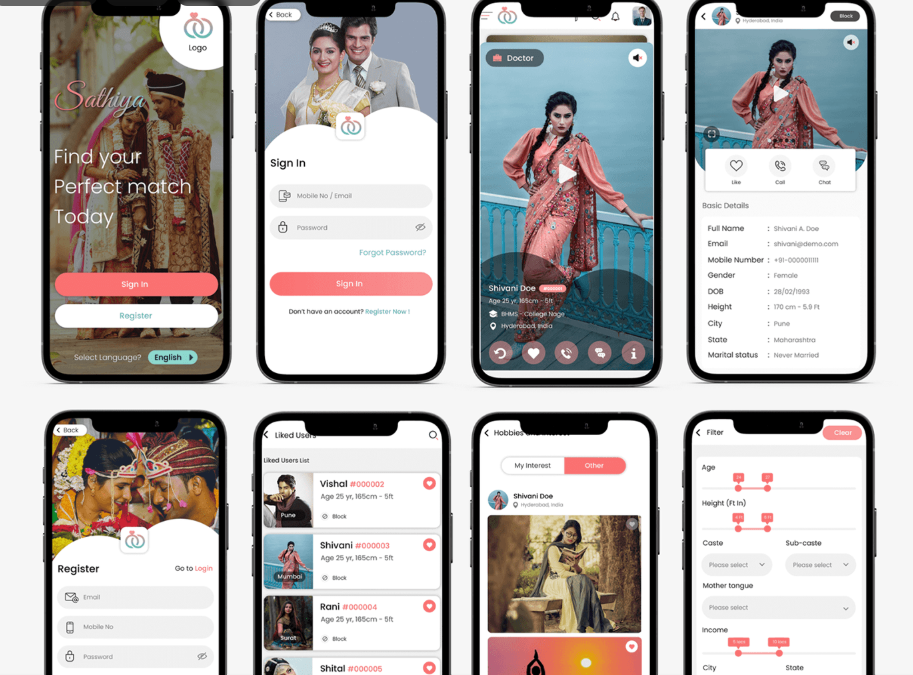 Logo
Sathiya
Find your
Perfect match
Today
Sign In
Register
Select Language?
English
Back
Sign In
Mobile No / Email
Password
Forgot Password?
Sign In
Don't have an account? Register Now !
Doctor
Shivani Doe
Age 25 yr, 165cm - 5ft
BHMS - College Nage
Hyderabad, India
Hyderabad, India
Block
Like
Call
Chat
Basic Details
Full Name : Shivani A. Doe
Email : shivani@demo.com
Mobile Number : +91-0000011111
Gender : Female
DOB : 28/02/1993
Height : 170 cm - 5.9 Ft
City : Pune
State : Maharashtra
Marital status : Never Married
Back
Register
Go to Login
Email
Mobile No
Password
Liked Users
Liked Users List
Vishal #000002
Age 25 yr, 165cm - 5ft
Pune
Block
Shivani #000003
Age 25 yr, 165cm - 5ft
Mumbai
Block
Rani #000004
Age 25 yr, 165cm - 5ft
Surat
Block
Shital #000005
Hobbies and Interest
My Interest
Other
Shivani Doe
Hyderabad, India
Filter
Clear
Age
Height (Ft In)
Caste
Sub-caste
Please select
Please select
Mother tongue
Please select
Income
City
State